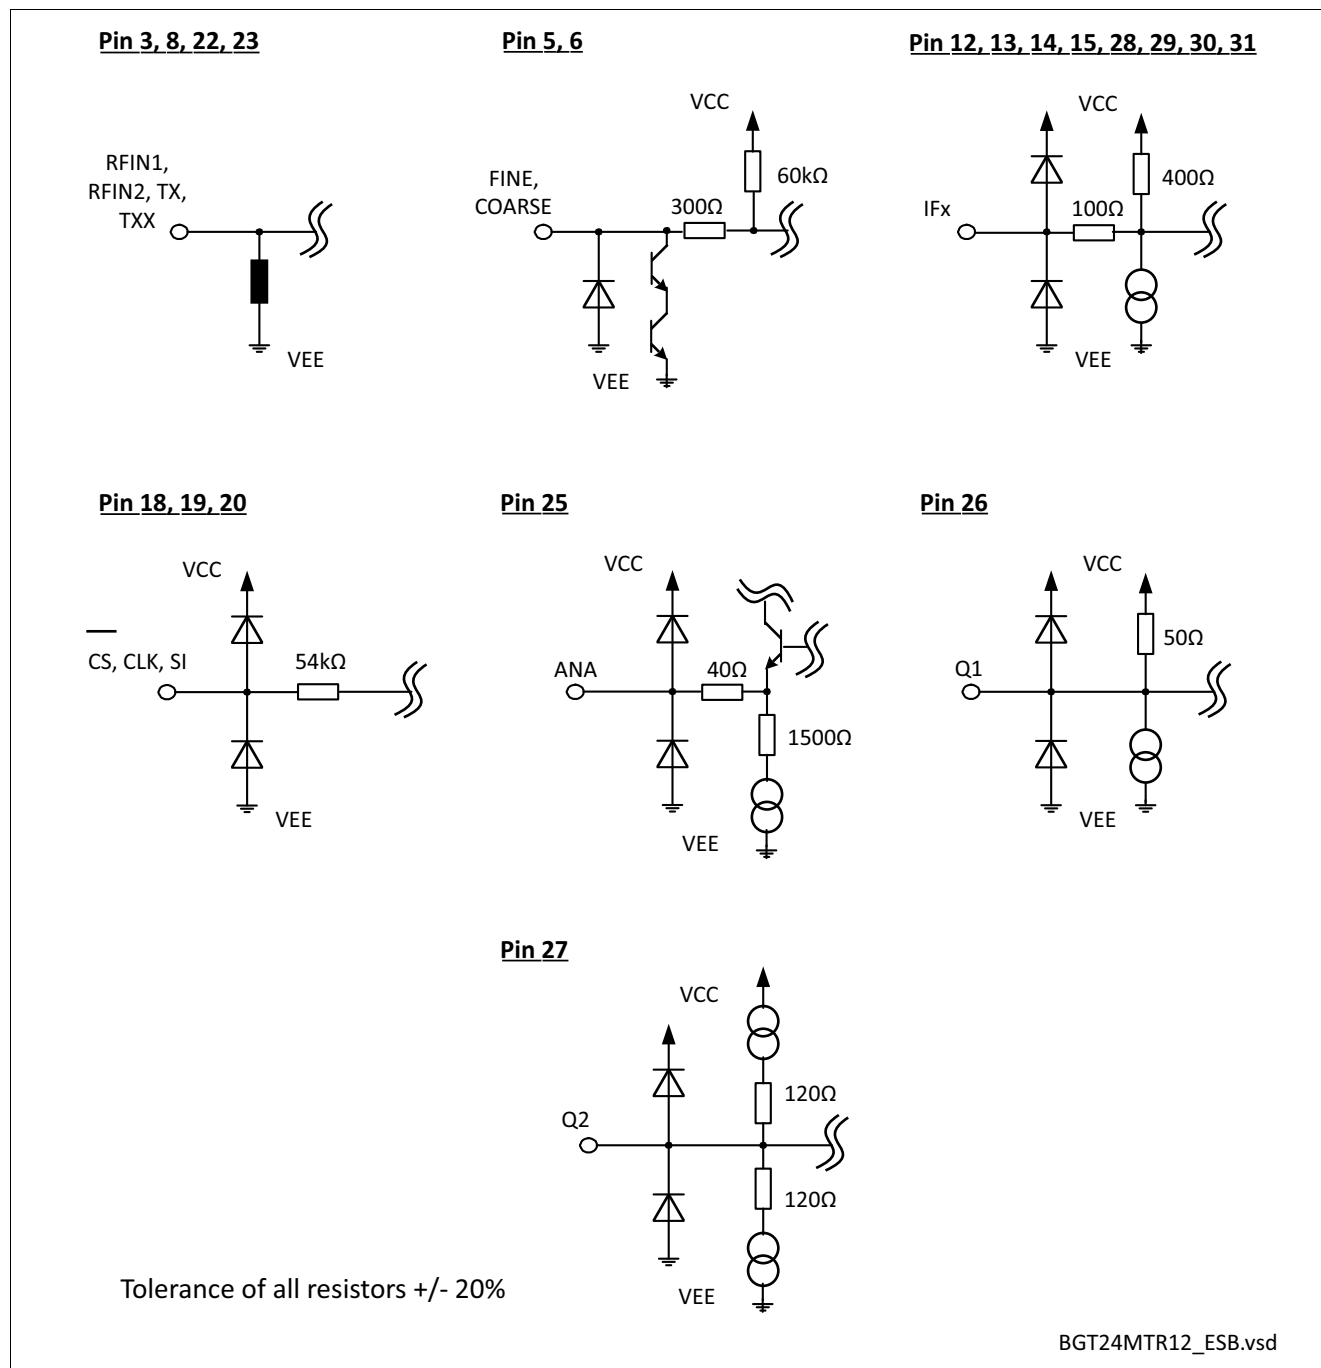 Pin 3, 8, 22, 23
RFIN1,
RFIN2, TX,
TXX
VEE
Pin 5, 6
VCC
FINE,
COARSE
300Ω
60kΩ
VEE
Pin 12, 13, 14, 15, 28, 29, 30, 31
VCC
IFx
100Ω
400Ω
VEE
Pin 18, 19, 20
VCC
CS, CLK, SI
54kΩ
VEE
Pin 25
VCC
ANA
40Ω
1500Ω
VEE
Pin 26
VCC
Q1
50Ω
VEE
Pin 27
VCC
Q2
120Ω
120Ω
VEE
Tolerance of all resistors +/- 20%
BGT24MTR12_ESB.vsd